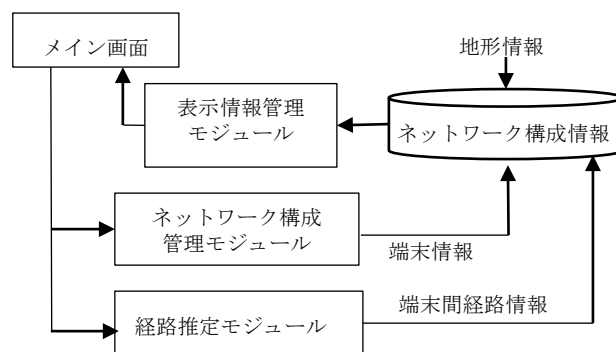 メイン画面
地形情報
表示情報管理
モジュール
ネットワーク構成情報
ネットワーク構成
管理モジュール
端末情報
端末間経路情報
経路推定モジュール